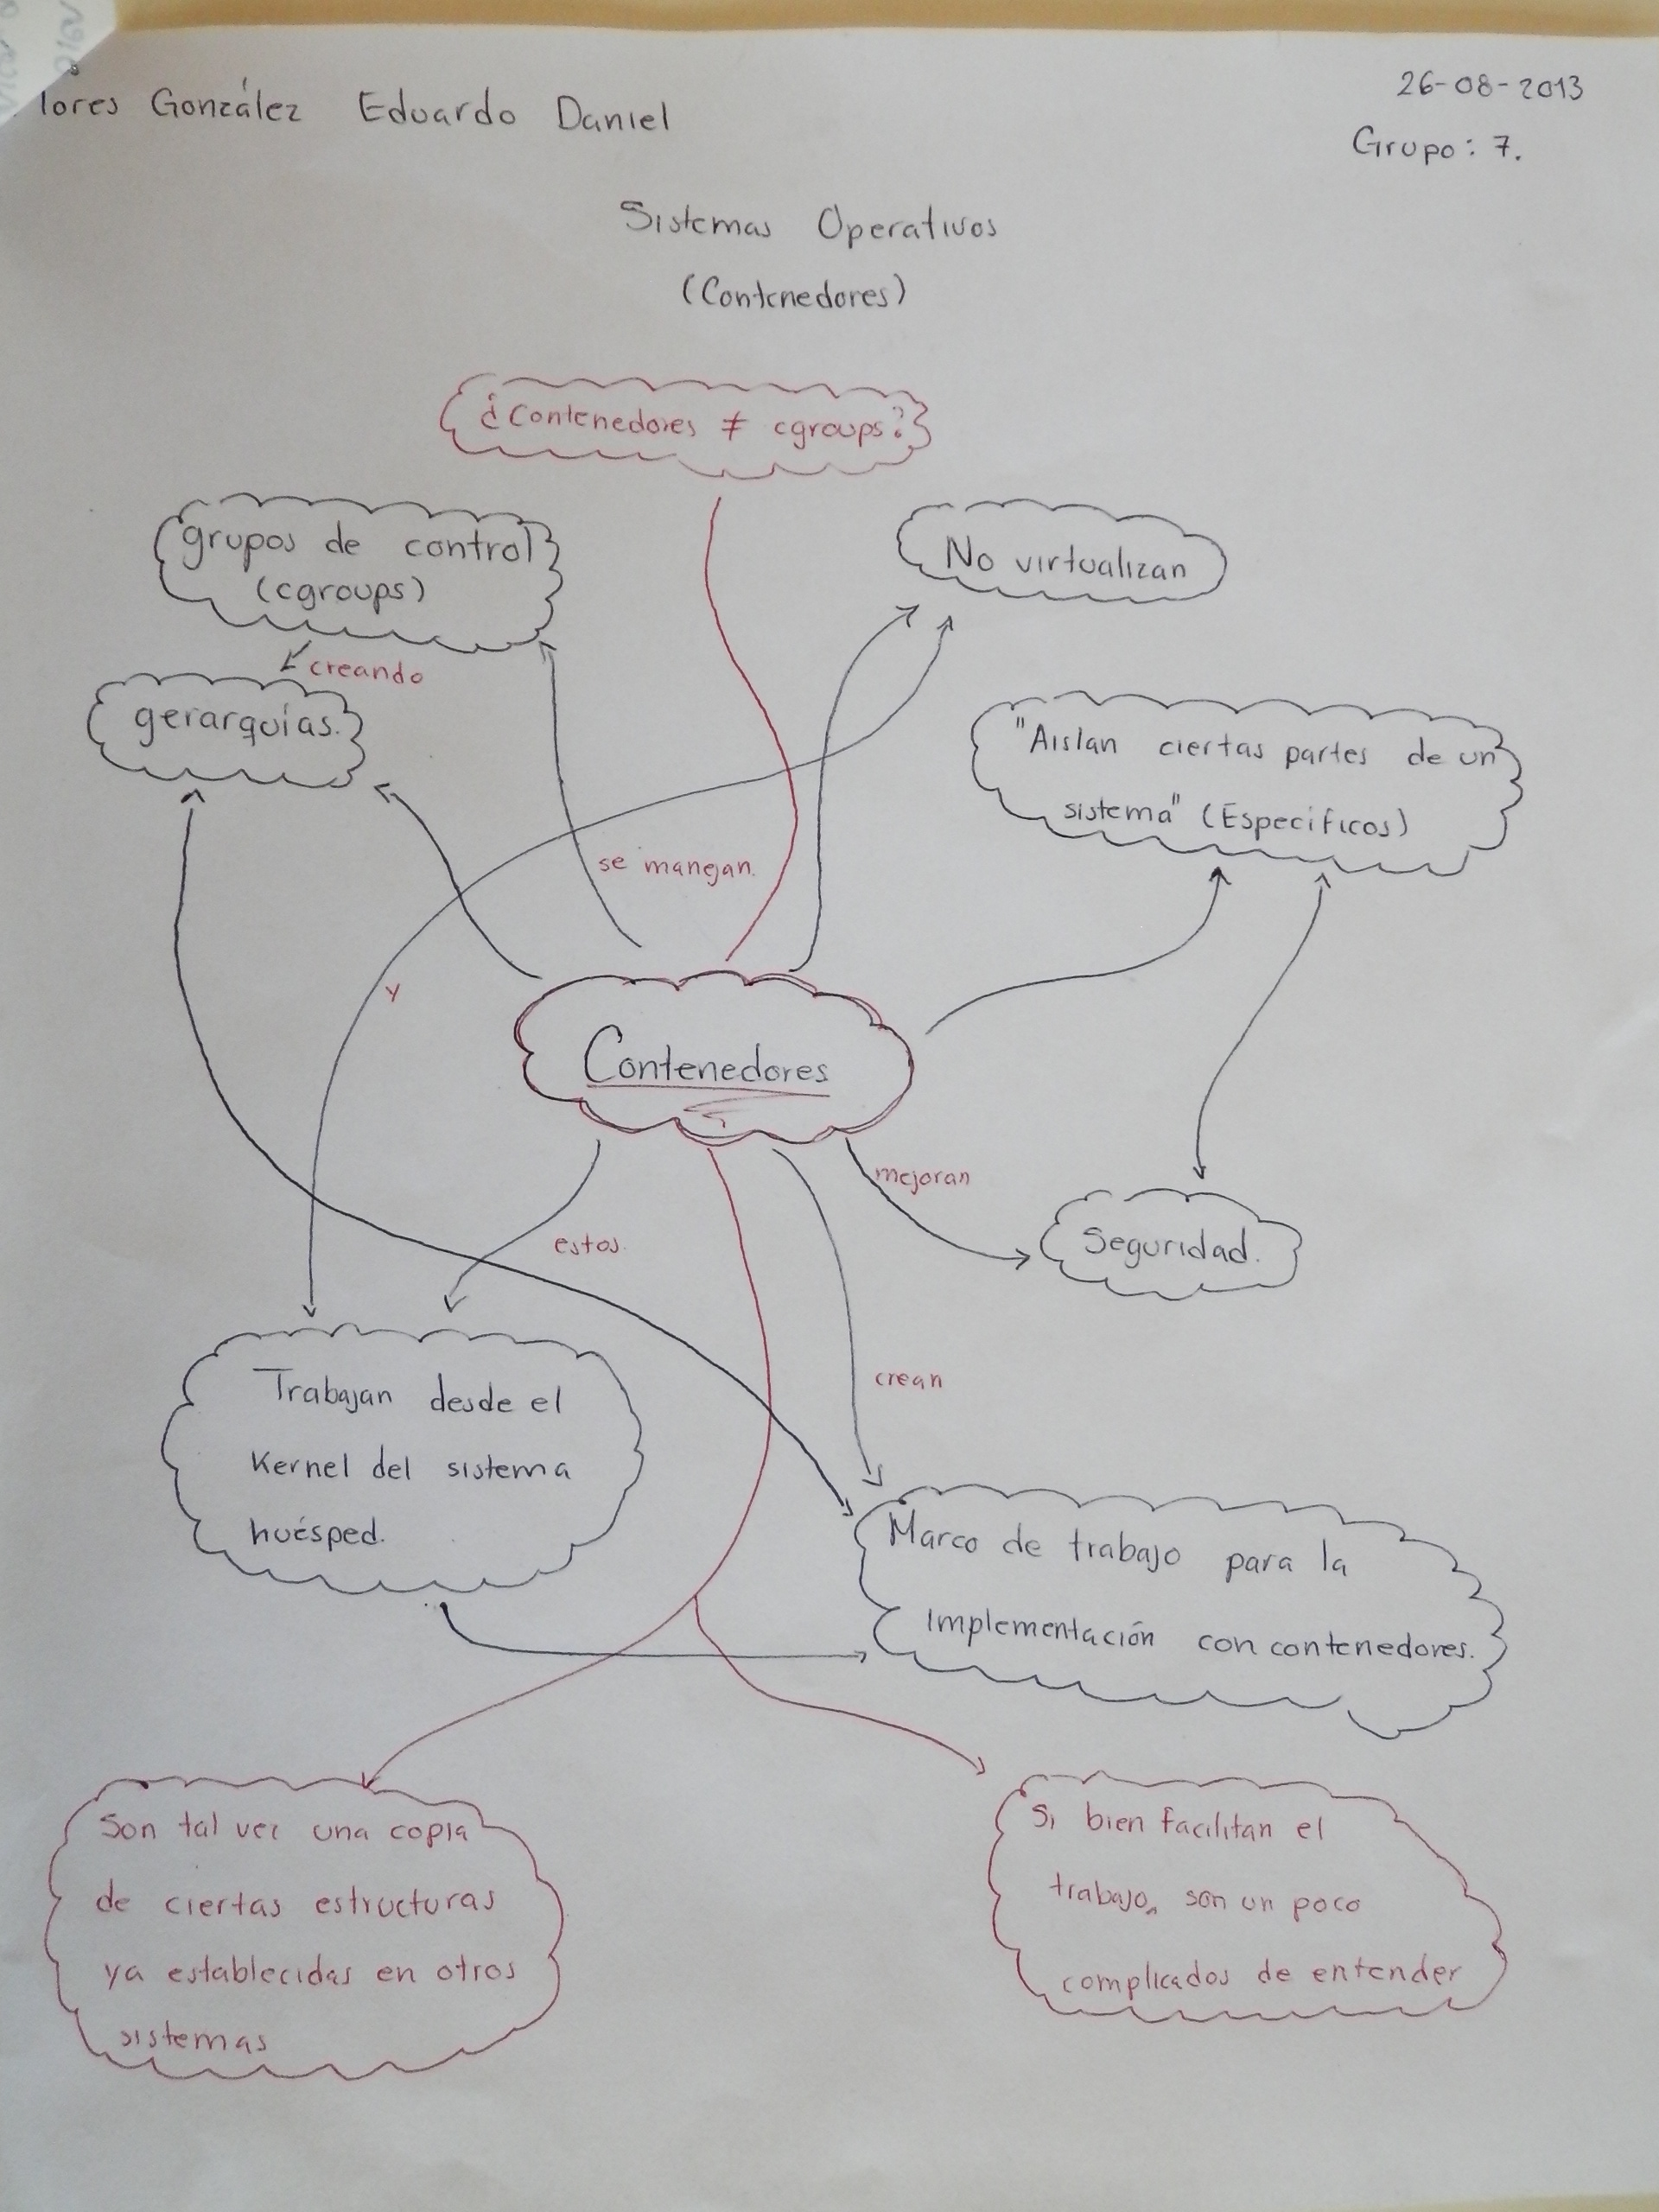 lores González Eduardo Daniel
26-08-2013
Grupo: 7.
Sistemas Operativos
(Contenedores)
¿Contenedores ≠ cgroups?
grupos de control
(cgroups)
No virtualizan
creando
gerarquías.
"Aislan ciertas partes de un
sistema" (Especificos)
se manejan.
y
Contenedores
mejoran
estos.
Seguridad.
crean
Trabajan desde el
Kernel del sistema
huésped.
Marco de trabajo para la
implementación con contenedores.
Son tal vez una copia
de ciertas estructuras
ya establecidas en otros
sistemas
Si bien facilitan el
trabajo, son un poco
complicados de entender